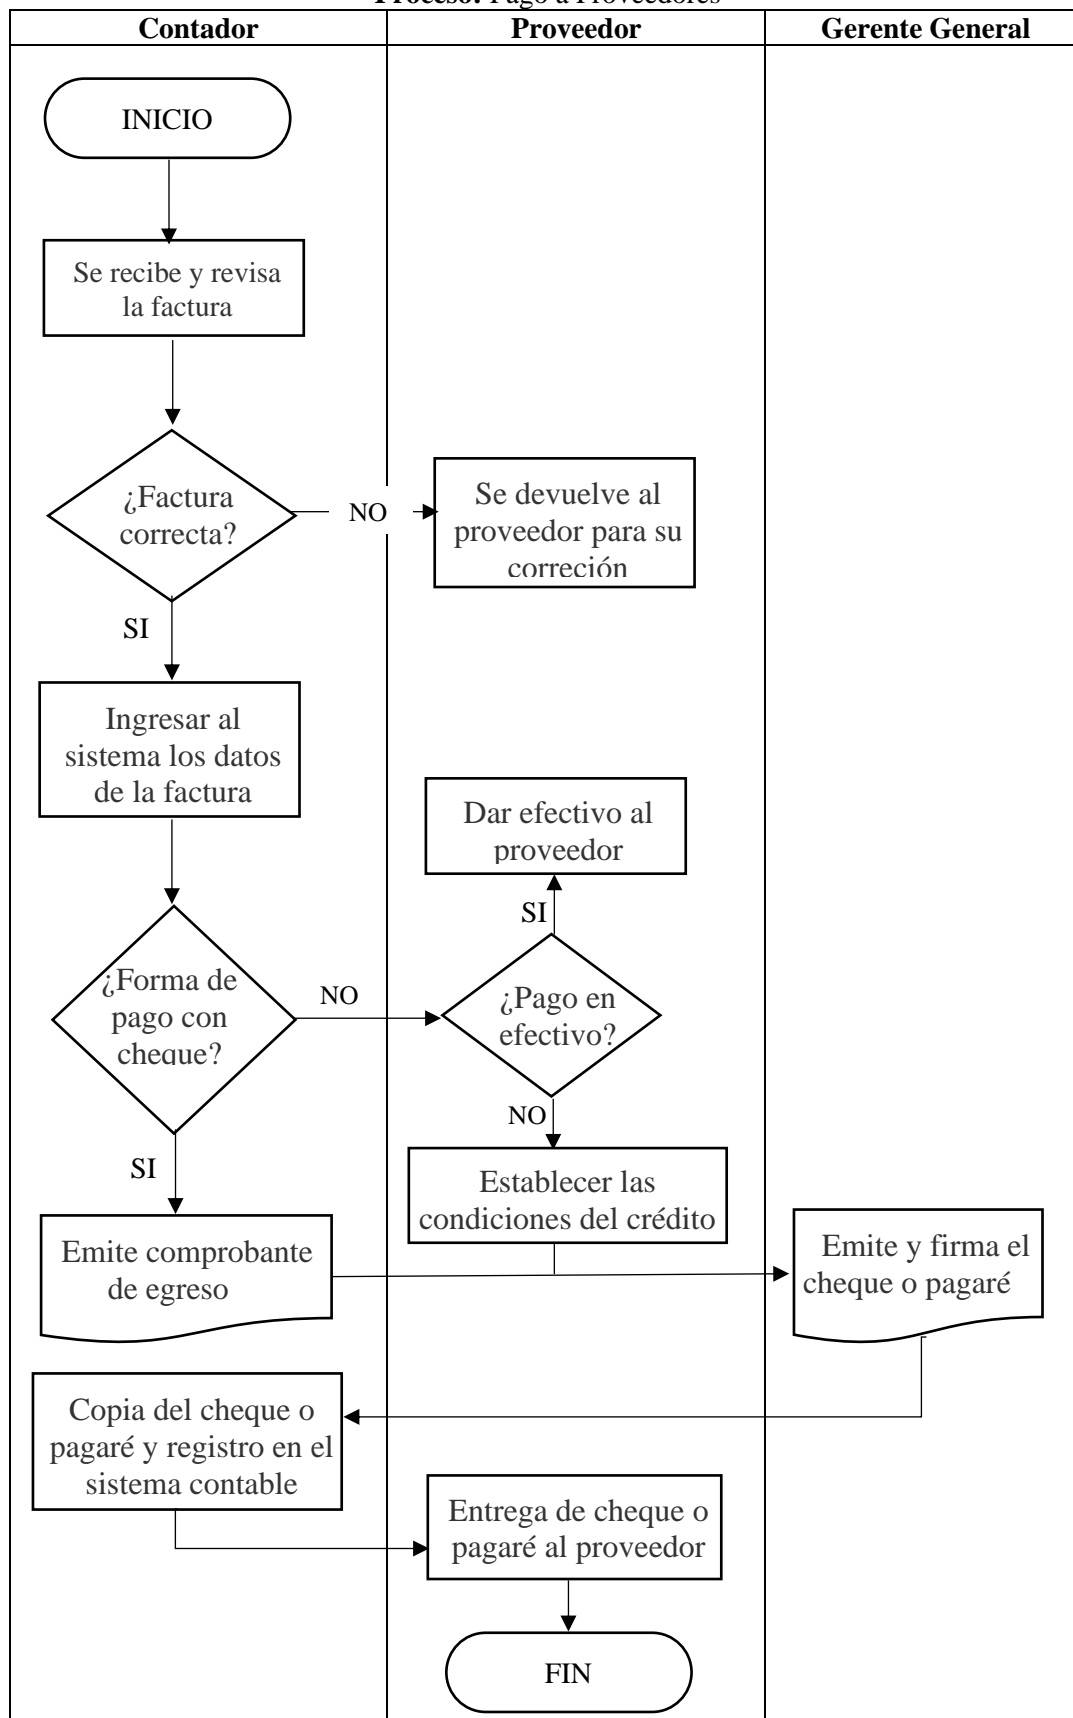 Proceso: Pago a Proveedores
Contador
Proveedor
Gerente General
INICIO
Se recibe y revisa
la factura
¿Factura
correcta?
NO
Se devuelve al
proveedor para su
correción
SI
Ingresar al
sistema los datos
de la factura
Dar efectivo al
proveedor
SI
¿Forma de
pago con
cheque?
NO
¿Pago en
efectivo?
NO
SI
Establecer las
condiciones del crédito
Emite comprobante
de egreso
Emite y firma el
cheque o pagaré
Copia del cheque o
pagaré y registro en el
sistema contable
Entrega de cheque o
pagaré al proveedor
FIN